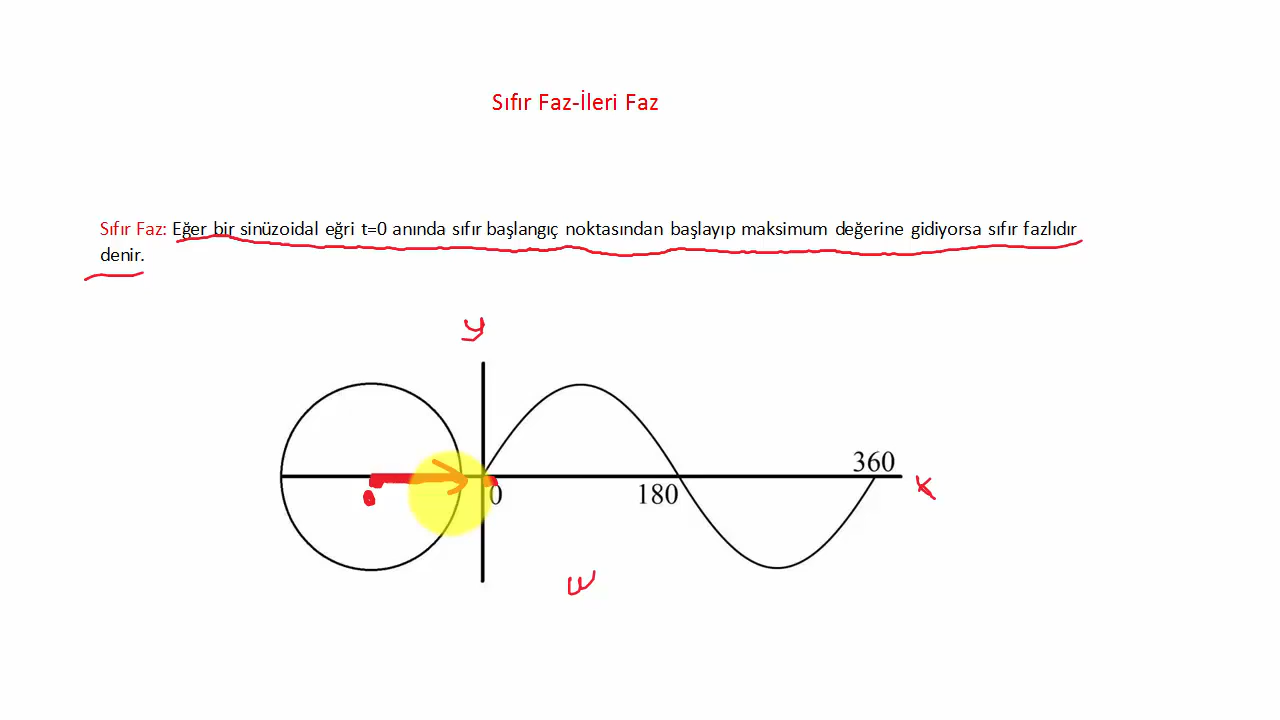 Sıfır Faz-İleri Faz
Sıfır Faz: Eğer bir sinüzoidal eğri t=0 anında sıfır başlangıç noktasından başlayıp maksimum değerine gidiyorsa sıfır fazlıdır
denir.
y
360
x
0
0
180
w